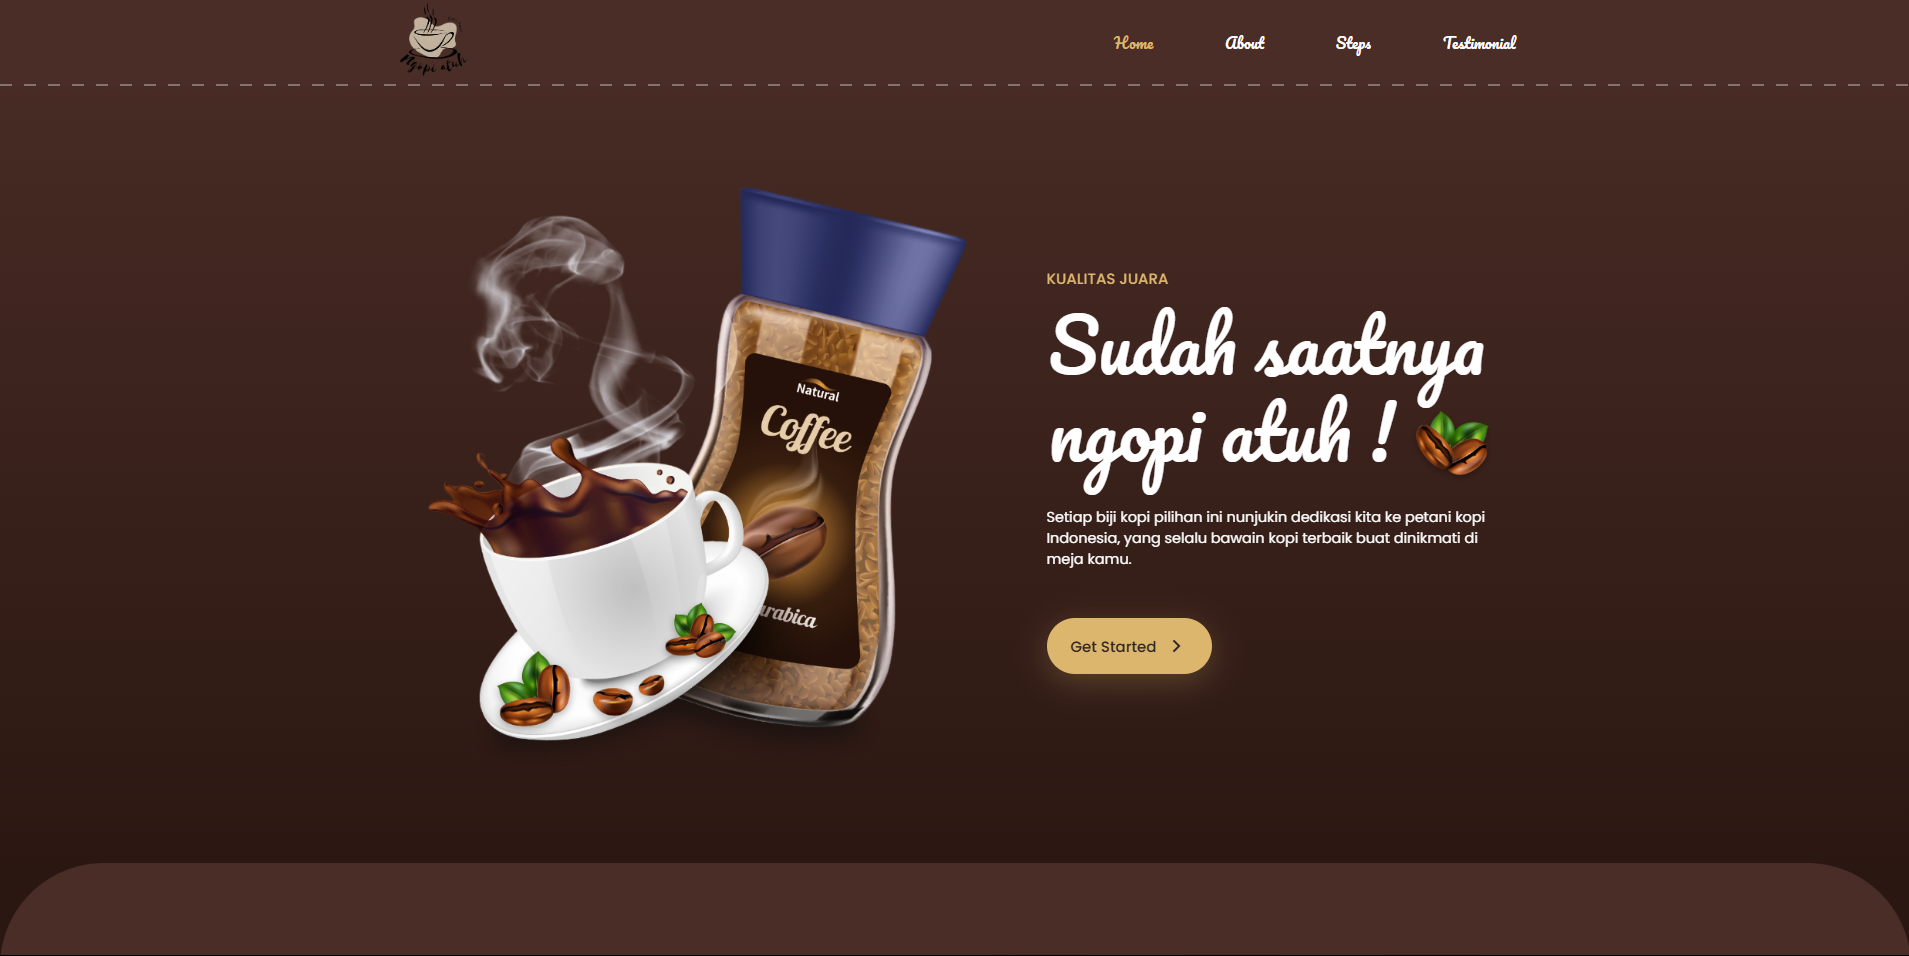 Ngopi atuh
Home
About
Steps
Testimonial
Natural
Coffee
arabica
KUALITAS JUARA
Sudah saatnya
ngopi atuh !
Setiap biji kopi pilihan ini nunjukin dedikasi kita ke petani kopi
Indonesia, yang selalu bawain kopi terbaik buat dinikmati di
meja kamu.
Get Started